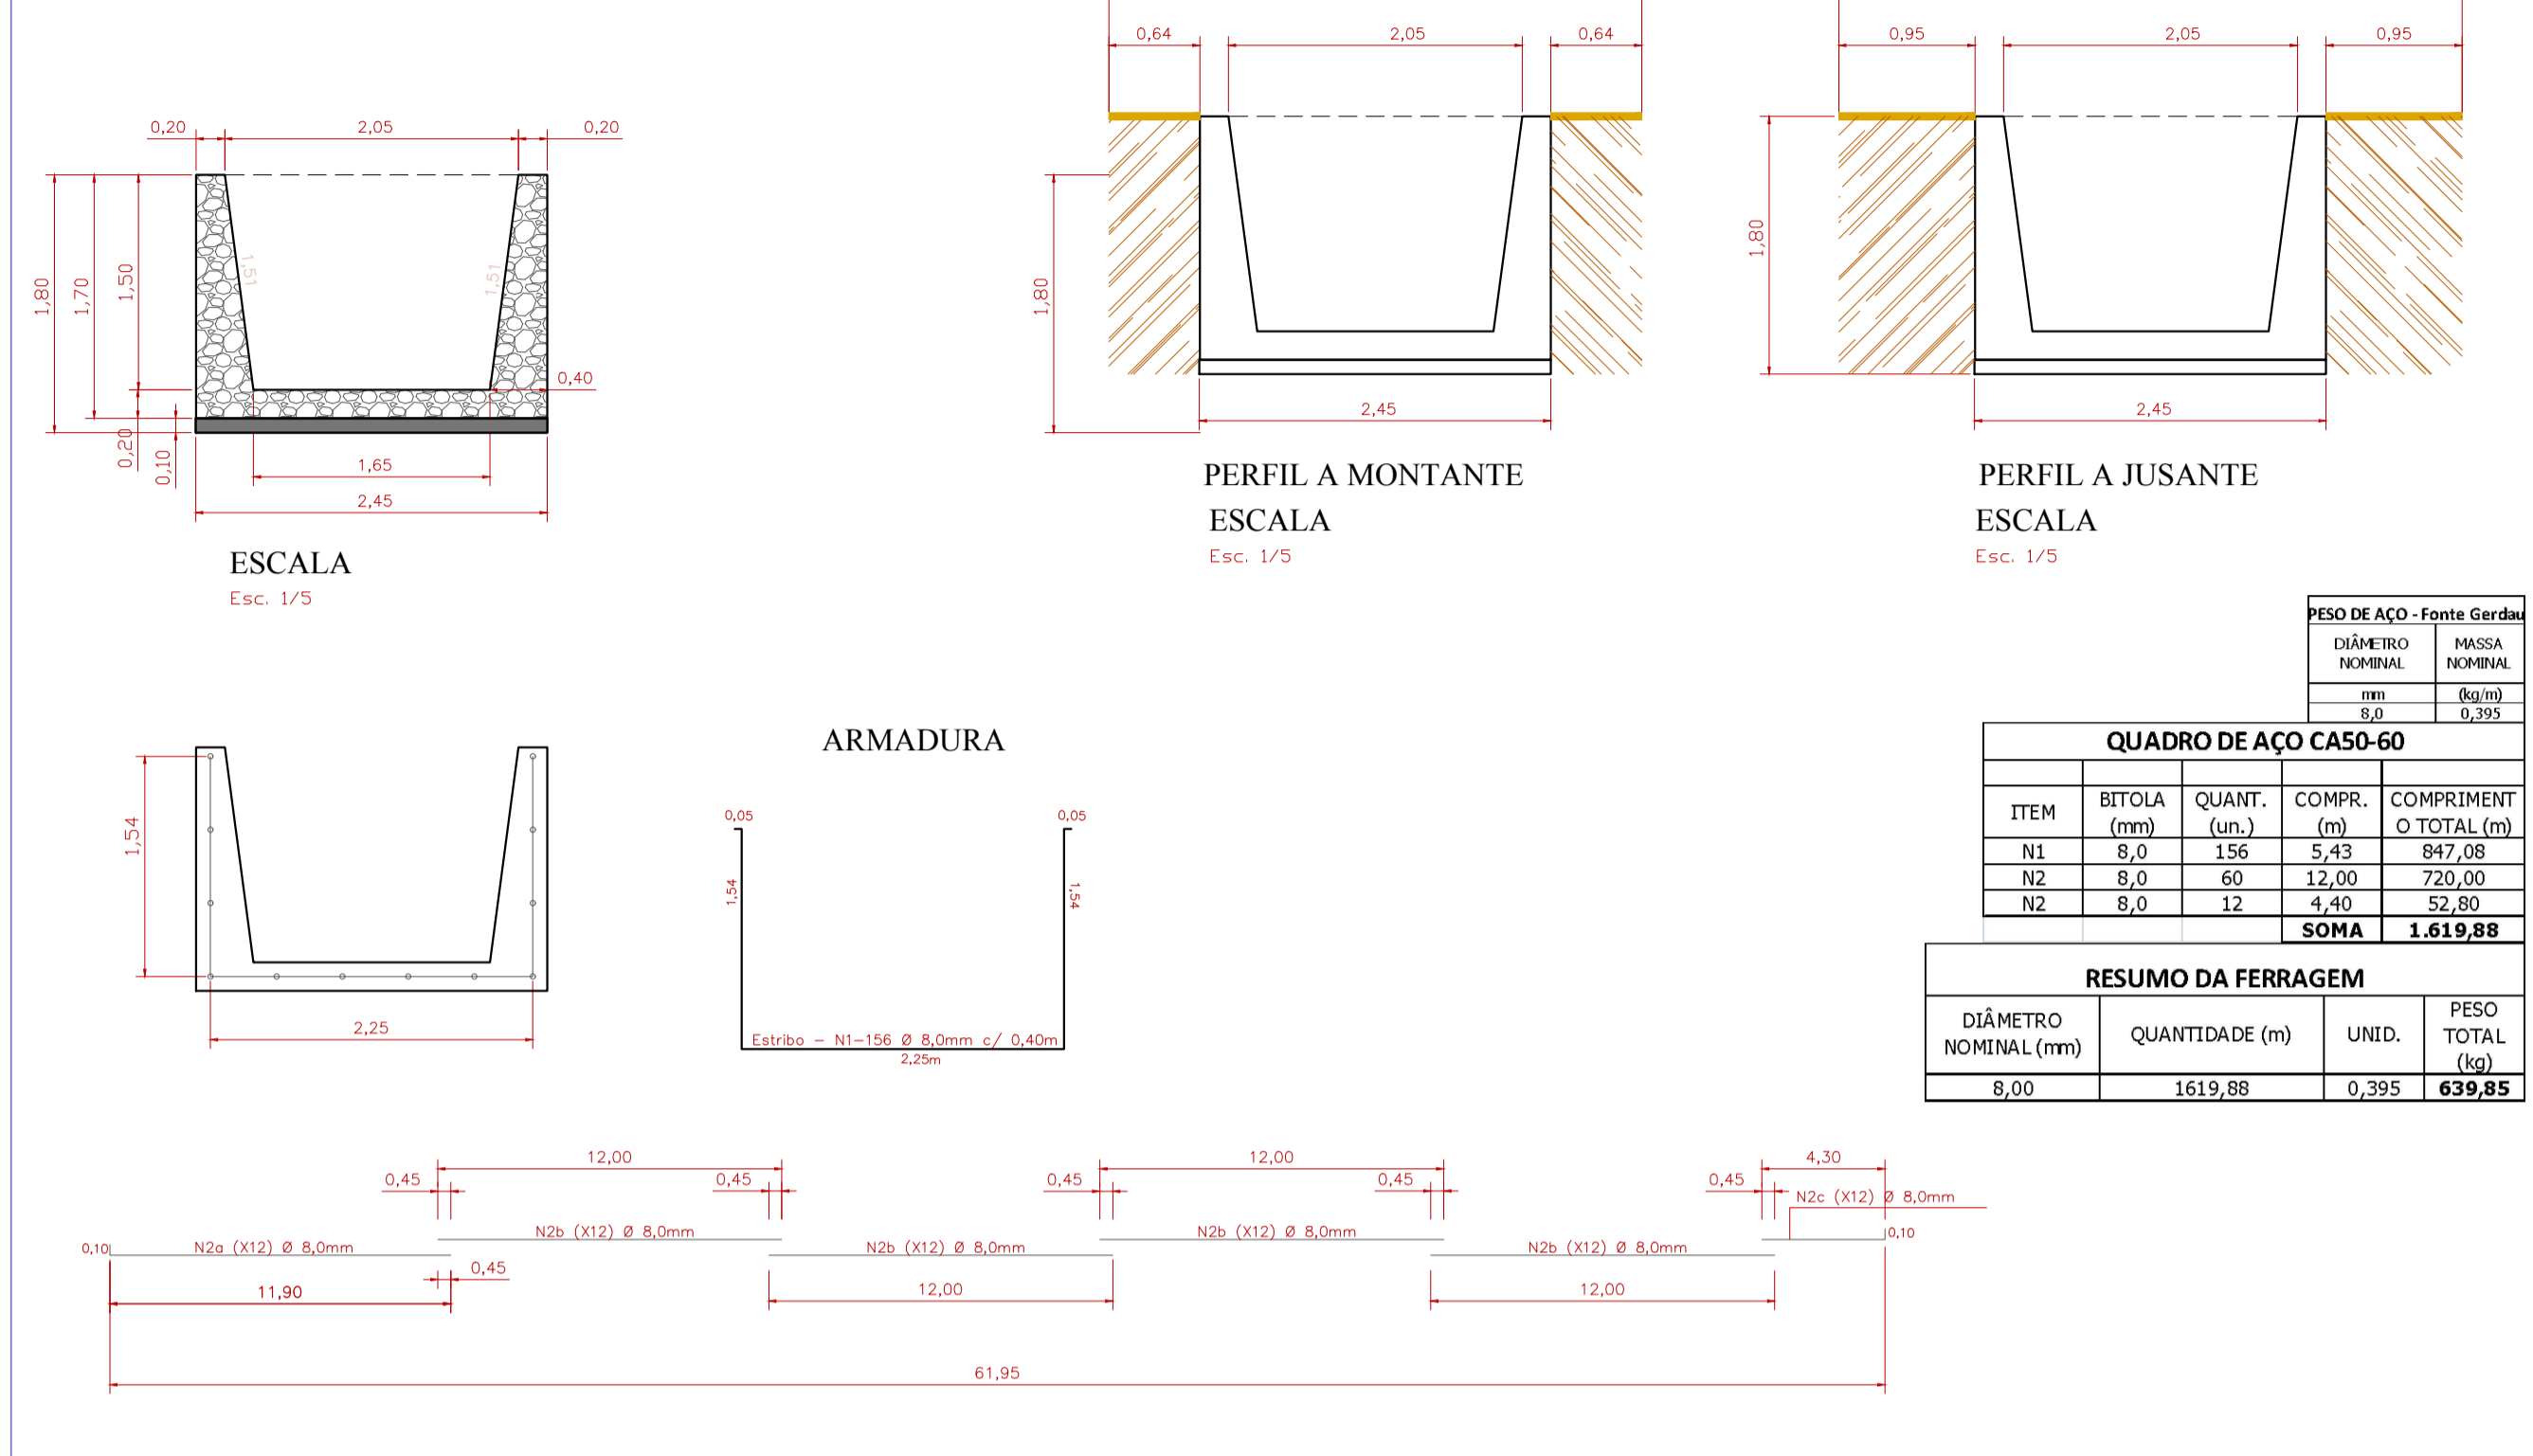 0,64
2,05
0,64
0,95
2,05
0,95
0,20
2,05
0,20
1,80
1,70
1,50
1,51
1,51
0,40
0,20
0,10
1,65
2,45
ESCALA
Esc. 1/5
1,80
2,45
PERFIL A MONTANTE
ESCALA
Esc. 1/5
1,80
2,45
PERFIL A JUSANTE
ESCALA
Esc. 1/5
PESO DE AÇO - Fonte Gerdau
DIÂMETRO NOMINAL
MASSA NOMINAL
mm (kg/m)
8,0 0,395
QUADRO DE AÇO CA50-60
ITEM
BITOLA (mm)
QUANT. (un.)
COMPR. (m)
COMPRIMENT O TOTAL (m)
N1 8,0 156 5,43 847,08
N2 8,0 60 12,00 720,00
N2 8,0 12 4,40 52,80
SOMA 1.619,88
RESUMO DA FERRAGEM
DIÂMETRO NOMINAL (mm)
QUANTIDADE (m)
UNID.
PESO TOTAL (kg)
8,00 1619,88 0,395 639,85
1,54
2,25
ARMADURA
0,05
0,05
1,54
1,54
Estribo - N1-156 Ø 8,0mm c/ 0,40m
2,25m
12,00
12,00
4,30
0,45
0,45
0,45
0,45
0,45
N2c (X12) Ø 8,0mm
N2b (X12) Ø 8,0mm
N2b (X12) Ø 8,0mm
0,10
0,10
N2a (X12) Ø 8,0mm
N2b (X12) Ø 8,0mm
N2b (X12) Ø 8,0mm
0,45
11,90
12,00
12,00
61,95